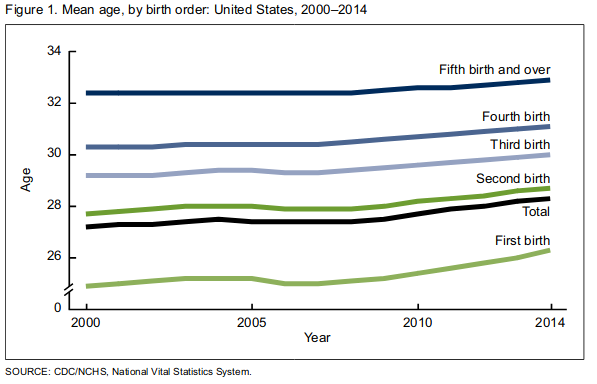 Figure 1. Mean age, by birth order: United States, 2000–2014
34
Fifth birth and over
32
Fourth birth
30
Third birth
Second birth
28
Total
First birth
26
0
Age
2000
2005
2010
2014
Year
SOURCE: CDC/NCHS, National Vital Statistics System.